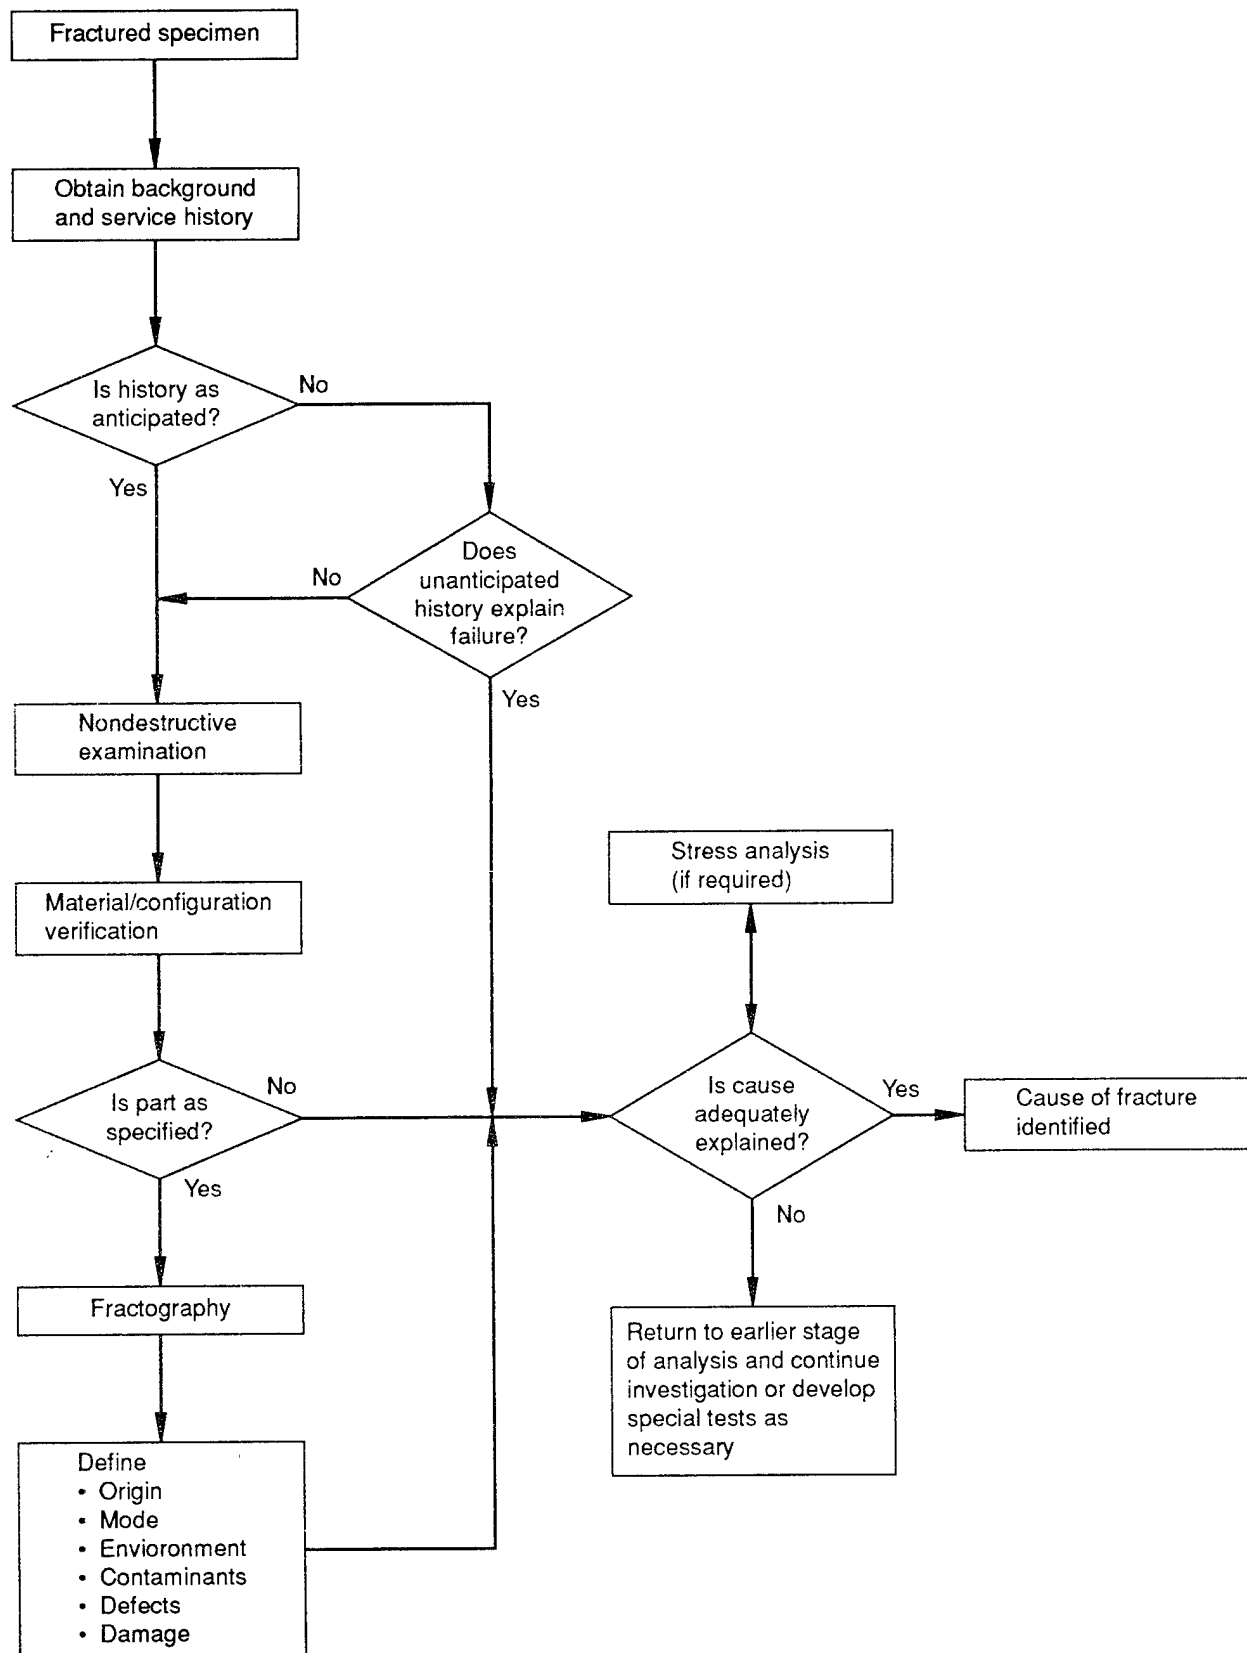 Fractured specimen
Obtain background
and service history
Is history as
anticipated?
No
Yes
Does
unanticipated
history explain
failure?
No
Yes
Nondestructive
examination
Material/configuration
verification
Stress analysis
(if required)
Is part as
specified?
No
Yes
Is cause
adequately
explained?
Yes
Cause of fracture
identified
No
Fractography
Return to earlier stage
of analysis and continue
investigation or develop
special tests as
necessary
Define
• Origin
• Mode
• Envioronment
• Contaminants
• Defects
• Damage